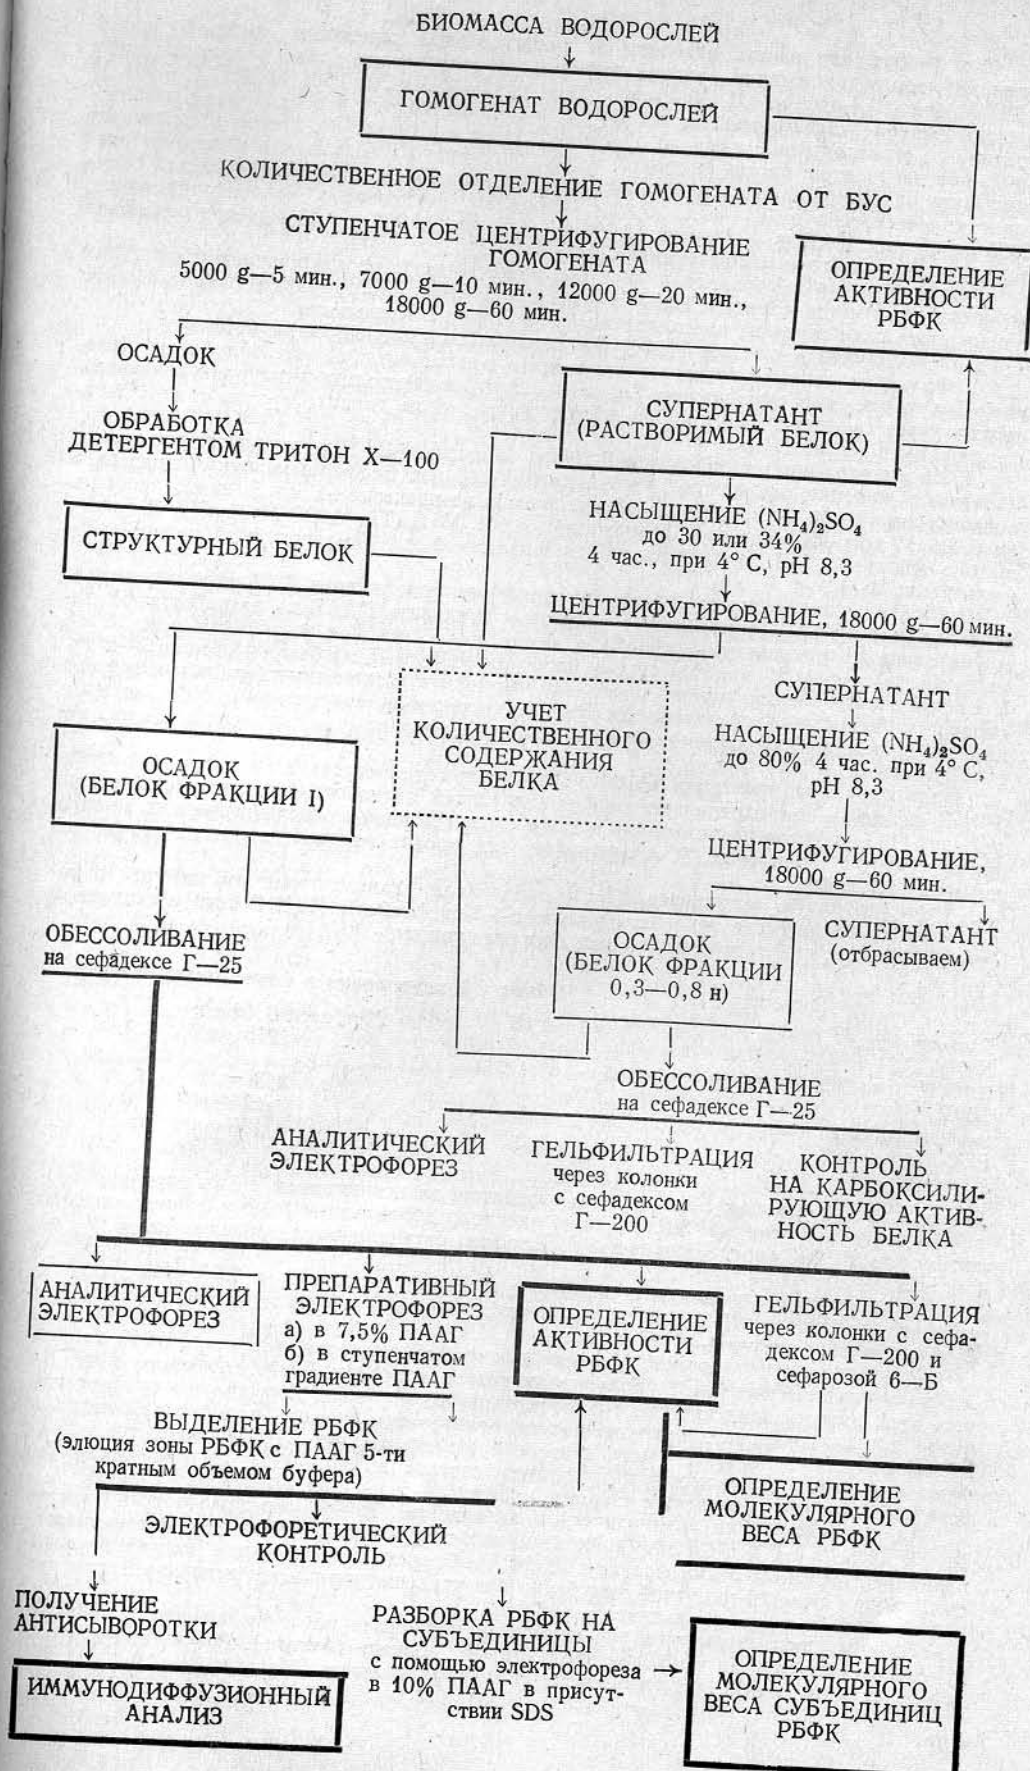 БИОМАССА ВОДОРОСЛЕЙ
ГОМОГЕНАТ ВОДОРОСЛЕЙ
КОЛИЧЕСТВЕННОЕ ОТДЕЛЕНИЕ ГОМОГЕНАТА ОТ БУС
СТУПЕНЧАТОЕ ЦЕНТРИФУГИРОВАНИЕ
ГОМОГЕНАТА
5000 g—5 мин., 7000 g—10 мин., 12000 g—20 мин.,
18000 g—60 мин.
ОПРЕДЕЛЕНИЕ
АКТИВНОСТИ
РБФК
ОСАДОК
ОБРАБОТКА
ДЕТЕРГЕНТОМ ТРИТОН Х—100
СТРУКТУРНЫЙ БЕЛОК
СУПЕРНАТАНТ
(РАСТВОРИМЫЙ БЕЛОК)
НАСЫЩЕНИЕ (NH₄)₂SO₄
до 30 или 34%
4 час., при 4° С, pH 8,3
ЦЕНТРИФУГИРОВАНИЕ, 18000 g—60 мин.
ОСАДОК
(БЕЛОК ФРАКЦИИ I)
УЧЕТ
КОЛИЧЕСТВЕННОГО
СОДЕРЖАНИЯ
БЕЛКА
СУПЕРНАТАНТ
НАСЫЩЕНИЕ (NH₄)₂SO₄
до 80% 4 час. при 4° С,
pH 8,3
ЦЕНТРИФУГИРОВАНИЕ,
18000 g—60 мин.
ОБЕССОЛИВАНИЕ
на сефадексе Г—25
ОСАДОК
(БЕЛОК ФРАКЦИИ
0,3—0,8 н)
СУПЕРНАТАНТ
(отбрасываем)
ОБЕССОЛИВАНИЕ
на сефадексе Г—25
АНАЛИТИЧЕСКИЙ
ЭЛЕКТРОФОРЕЗ
ГЕЛЬФИЛЬТРАЦИЯ
через колонки
с сефадексом
Г—200
КОНТРОЛЬ
НА КАРБОКСИЛИ-
РУЮЩУЮ АКТИВ-
НОСТЬ БЕЛКА
АНАЛИТИЧЕСКИЙ
ЭЛЕКТРОФОРЕЗ
ПРЕПАРАТИВНЫЙ
ЭЛЕКТРОФОРЕЗ
а) в 7,5% ПААГ
б) в ступенчатом
градиенте ПААГ
ОПРЕДЕЛЕНИЕ
АКТИВНОСТИ
РБФК
ГЕЛЬФИЛЬТРАЦИЯ
через колонки с сефа-
дексом Г—200 и
сефарозой 6—Б
ВЫДЕЛЕНИЕ РБФК
(элюция зоны РБФК с ПААГ 5-ти
кратным объемом буфера)
ЭЛЕКТРОФОРЕТИЧЕСКИЙ
КОНТРОЛЬ
ОПРЕДЕЛЕНИЕ
МОЛЕКУЛЯРНОГО
ВЕСА РБФК
ПОЛУЧЕНИЕ
АНТИСЫВОРОТКИ
ИММУНОДИФФУЗИОННЫЙ
АНАЛИЗ
РАЗБОРКА РБФК НА
СУБЪЕДИНИЦЫ
с помощью электрофореза
в 10% ПААГ в присут-
ствии SDS
ОПРЕДЕЛЕНИЕ
МОЛЕКУЛЯРНОГО
ВЕСА СУБЪЕДИНИЦ
РБФК